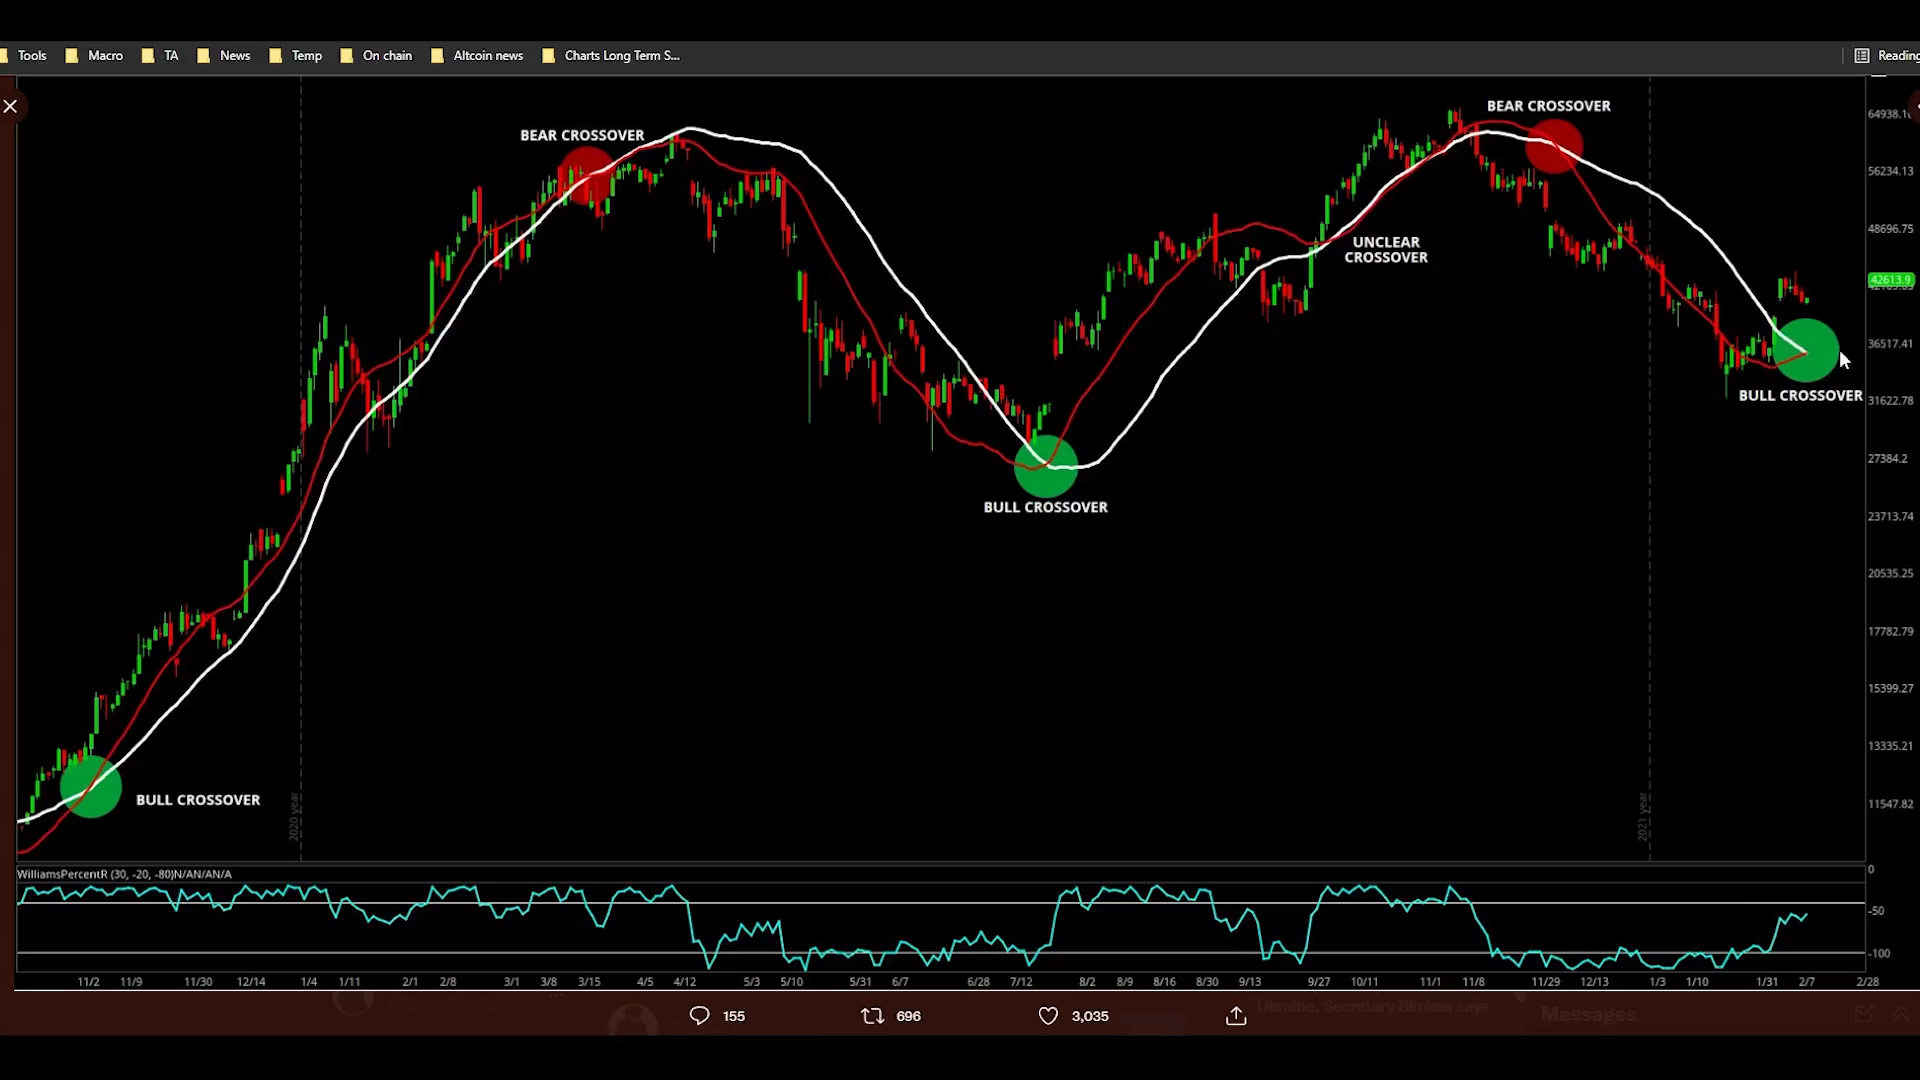 Tools Macro TA News Temp On chain Altcoin news Charts Long Term S... Reading
BEAR CROSSOVER
BEAR CROSSOVER
64938.1
56234.13
UNCLEAR
CROSSOVER
48696.75
42613.9
36517.41
BULL CROSSOVER
31622.78
27384.2
BULL CROSSOVER
23713.74
20535.25
17782.79
15399.27
13335.21
BULL CROSSOVER
11547.82
2020 year
2021 year
WilliamsPercentR (30, -20, -80)N/AN/AN/A
0
-50
-100
11/2 11/9 11/30 12/14 1/4 1/11 2/1 2/8 3/1 3/8 3/15 4/5 4/12 5/3 5/10 5/31 6/7 6/28 7/12 8/2 8/9 8/16 8/30 9/13 9/27 10/11 11/1 11/8 11/29 12/13 1/3 1/10 1/31 2/7 2/28
155 696 3,035
Ukraine, Secretary Blinken says
Messages